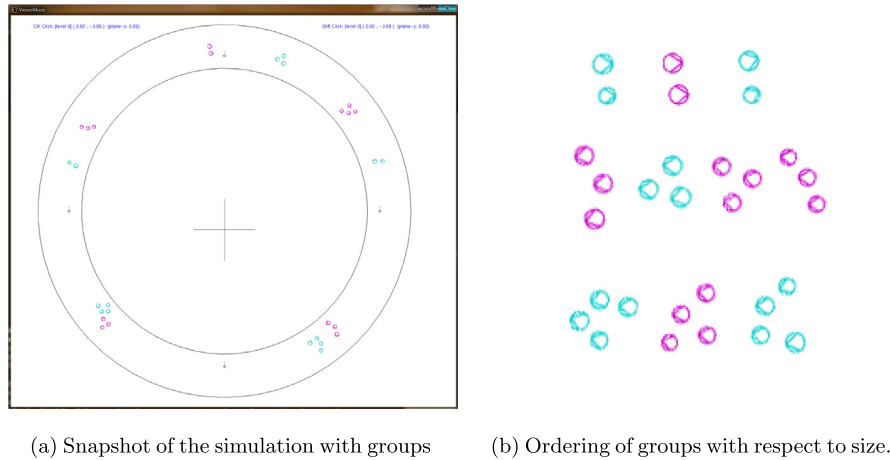 ViewerMase
Ctrl Click: [level 0] ( 0.00 , -3.00 ) (plane-y: 0.00)
Shift Click: [level 0] ( 0.00 , -3.00 ) (plane-y: 0.00)
(a) Snapshot of the simulation with groups
(b) Ordering of groups with respect to size.